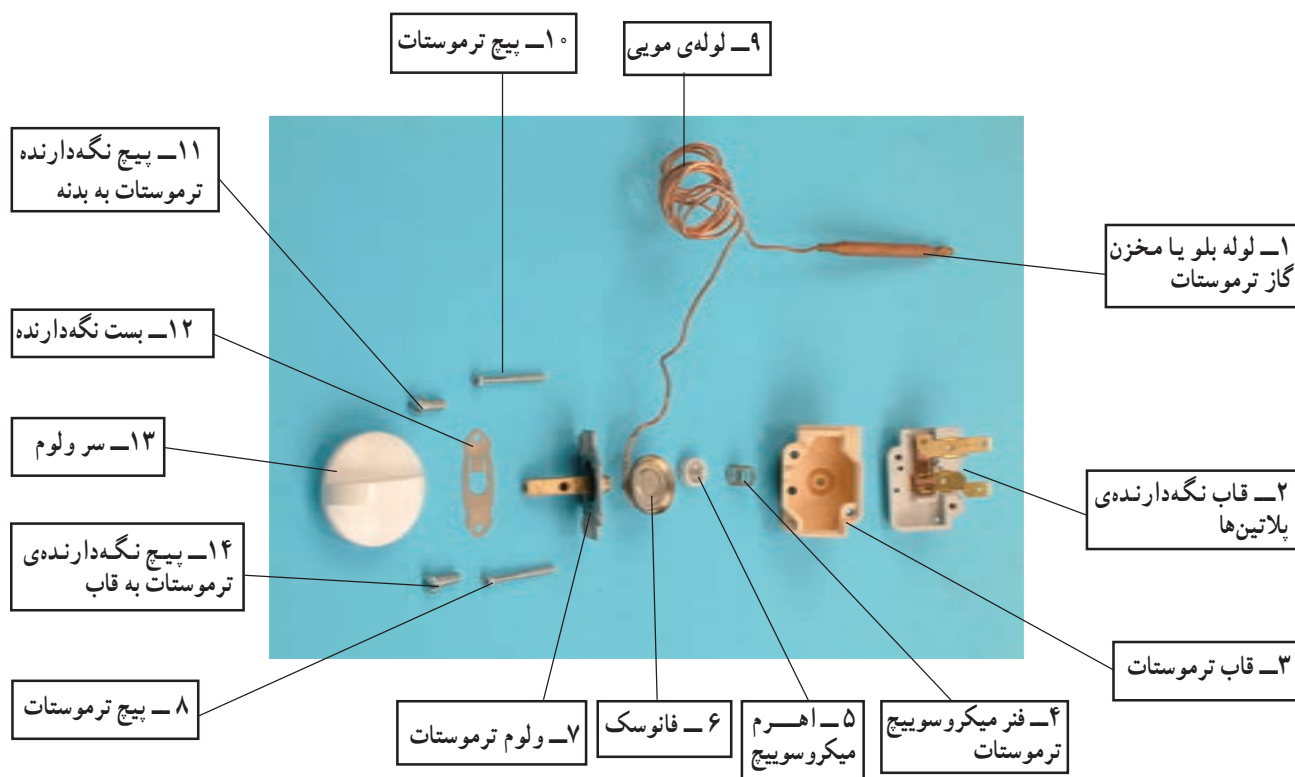 ۱ــ لوله بلو یا مخزن
گاز ترموستات
۲ــ قاب نگه‌دارنده‌ی
پلاتین‌ها
۳ــ قاب ترموستات
۴ــ فنر میکروسوییچ
ترموستات
۵ ــ اهـــرم
میکروسوییچ
۶ ــ فانوسک
۷ــ ولوم ترموستات
۸ ــ پیچ ترموستات
۹ــ لوله‌ی مویی
۱۰ــ پیچ ترموستات
۱۱ــ پیچ نگه‌دارنده
ترموستات به بدنه
۱۲ــ بست نگه‌دارنده
۱۳ــ سر ولوم
۱۴ــ پیـچ نگـه‌دارنده‌ی
ترموستات به قاب